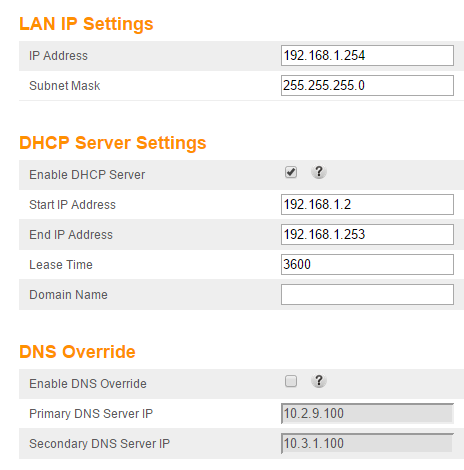 LAN IP Settings
IP Address 192.168.1.254
Subnet Mask 255.255.255.0
DHCP Server Settings
Enable DHCP Server ?
Start IP Address 192.168.1.2
End IP Address 192.168.1.253
Lease Time 3600
Domain Name
DNS Override
Enable DNS Override ?
Primary DNS Server IP 10.2.9.100
Secondary DNS Server IP 10.3.1.100